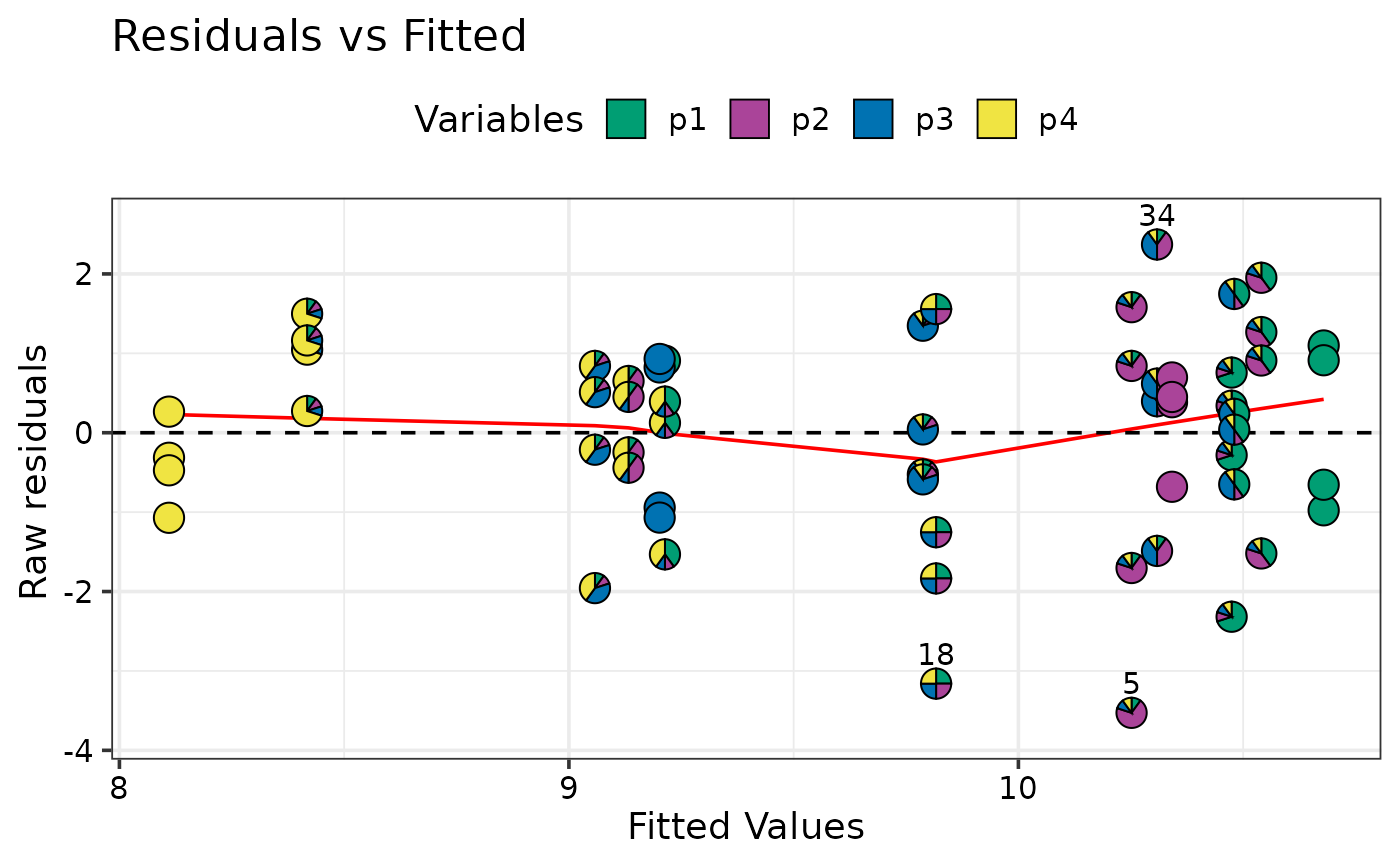 Residuals vs Fitted
Variables p1 p2 p3 p4
34
2
0
Raw residuals
-2
18
5
-4
8 9 10
Fitted Values